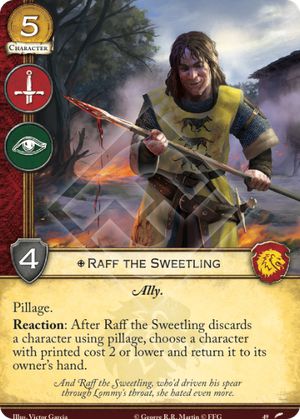 5
CHARACTER
4
RAFF THE SWEETLING
Ally.
Pillage.
Reaction: After Raff the Sweetling discards
a character using pillage, choose a character
with printed cost 2 or lower and return it to its
owner's hand.
And Raff the Sweetling, who'd driven his spear
through Lommy's throat, she hated even more.
Illus. Victor Garcia © George R.R. Martin © FFG 49